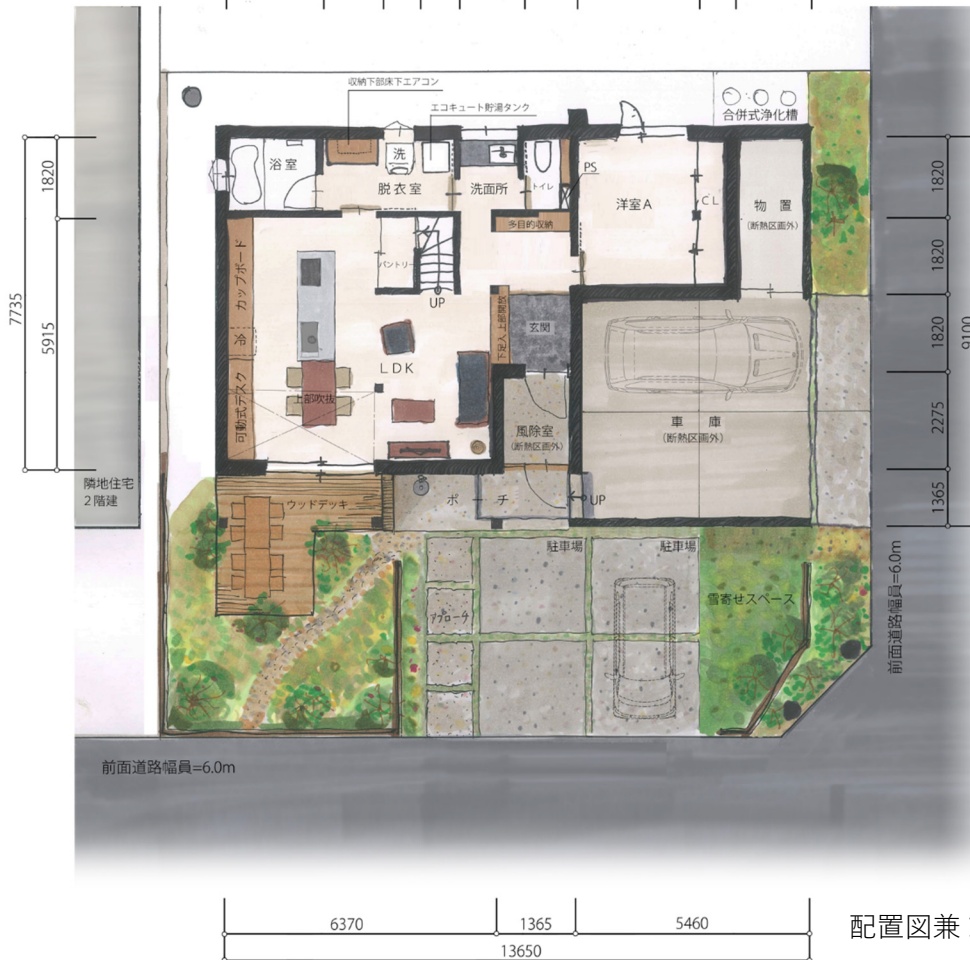 収納下部床下エアコン
エコキュート貯湯タンク
合併式浄化槽
浴室
洗
脱衣室
洗面所
トイレ
PS
洋室A
CL
物置
(断熱区画外)
多目的収納
カップボード
パントリー
UP
冷
可動式デスク
LDK
上部吹抜
下足入上部開放
玄関
風除室
(断熱区画外)
車庫
(断熱区画外)
隣地住宅
2階建
ウッドデッキ
ポーチ
UP
駐車場
駐車場
アプローチ
雪寄せスペース
前面道路幅員=6.0m
前面道路幅員=6.0m
1820
5915
7735
1820
1820
1820
2275
1365
9100
6370
1365
5460
13650
配置図兼